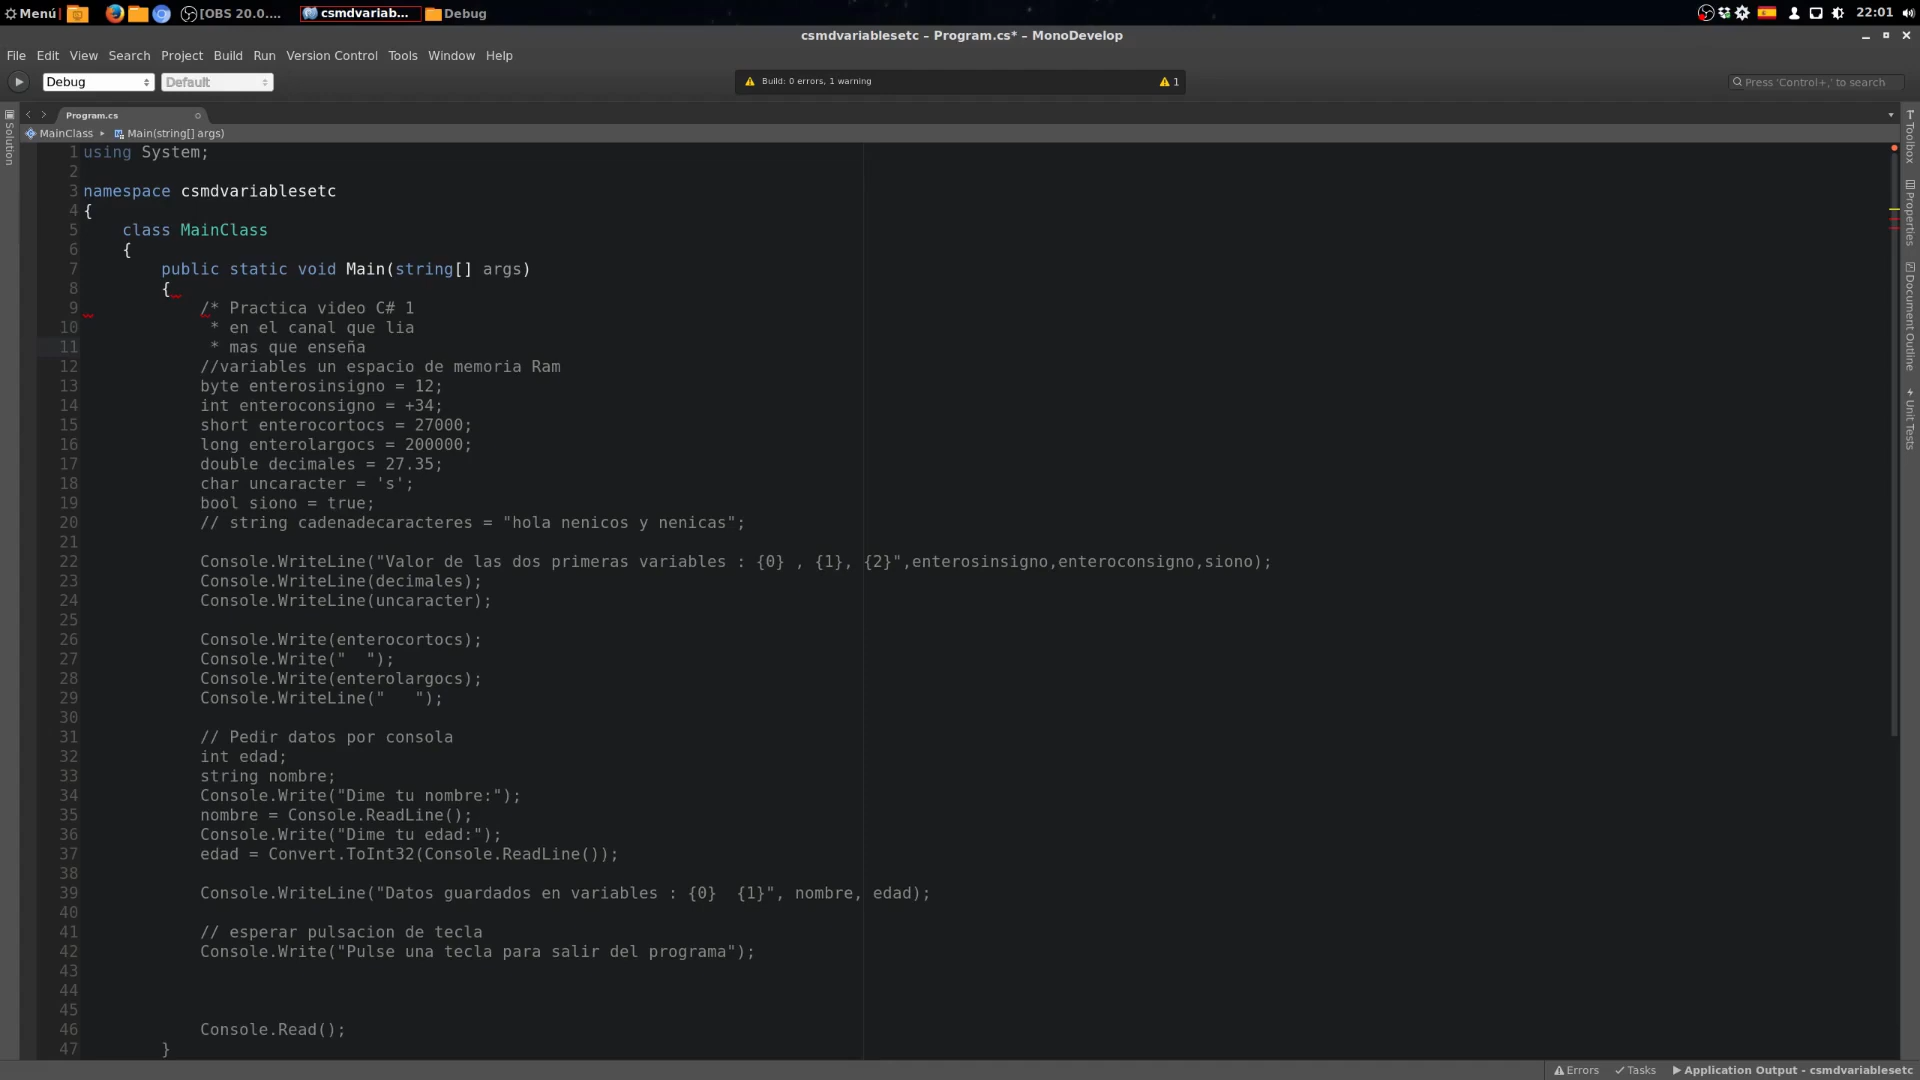 Menú [OBS 20.0.... csmdvariab... Debug 22:01
csmdvariablesetc – Program.cs* – MonoDevelop
File Edit View Search Project Build Run Version Control Tools Window Help
Debug Default Build: 0 errors, 1 warning 1 Press 'Control+,' to search
Program.cs
MainClass Main(string[] args)
Solution
Toolbox
Properties
Document Outline
Unit Tests
1 using System;
2
3 namespace csmdvariablesetc
4 {
5 class MainClass
6 {
7 public static void Main(string[] args)
8 {
9 /* Practica video C# 1
10 * en el canal que lia
11 * mas que enseña
12 //variables un espacio de memoria Ram
13 byte enterosinsigno = 12;
14 int enteroconsigno = +34;
15 short enterocortocs = 27000;
16 long enterolargocs = 200000;
17 double decimales = 27.35;
18 char uncaracter = 's';
19 bool siono = true;
20 // string cadenadecaracteres = "hola nenicos y nenicas";
21
22 Console.WriteLine("Valor de las dos primeras variables : {0} , {1}, {2}",enterosinsigno,enteroconsigno,siono);
23 Console.WriteLine(decimales);
24 Console.WriteLine(uncaracter);
25
26 Console.Write(enterocortocs);
27 Console.Write("  ");
28 Console.Write(enterolargocs);
29 Console.WriteLine("   ");
30
31 // Pedir datos por consola
32 int edad;
33 string nombre;
34 Console.Write("Dime tu nombre:");
35 nombre = Console.ReadLine();
36 Console.Write("Dime tu edad:");
37 edad = Convert.ToInt32(Console.ReadLine());
38
39 Console.WriteLine("Datos guardados en variables : {0}  {1}", nombre, edad);
40
41 // esperar pulsacion de tecla
42 Console.Write("Pulse una tecla para salir del programa");
43
44
45
46 Console.Read();
47 }
Errors Tasks Application Output - csmdvariablesetc